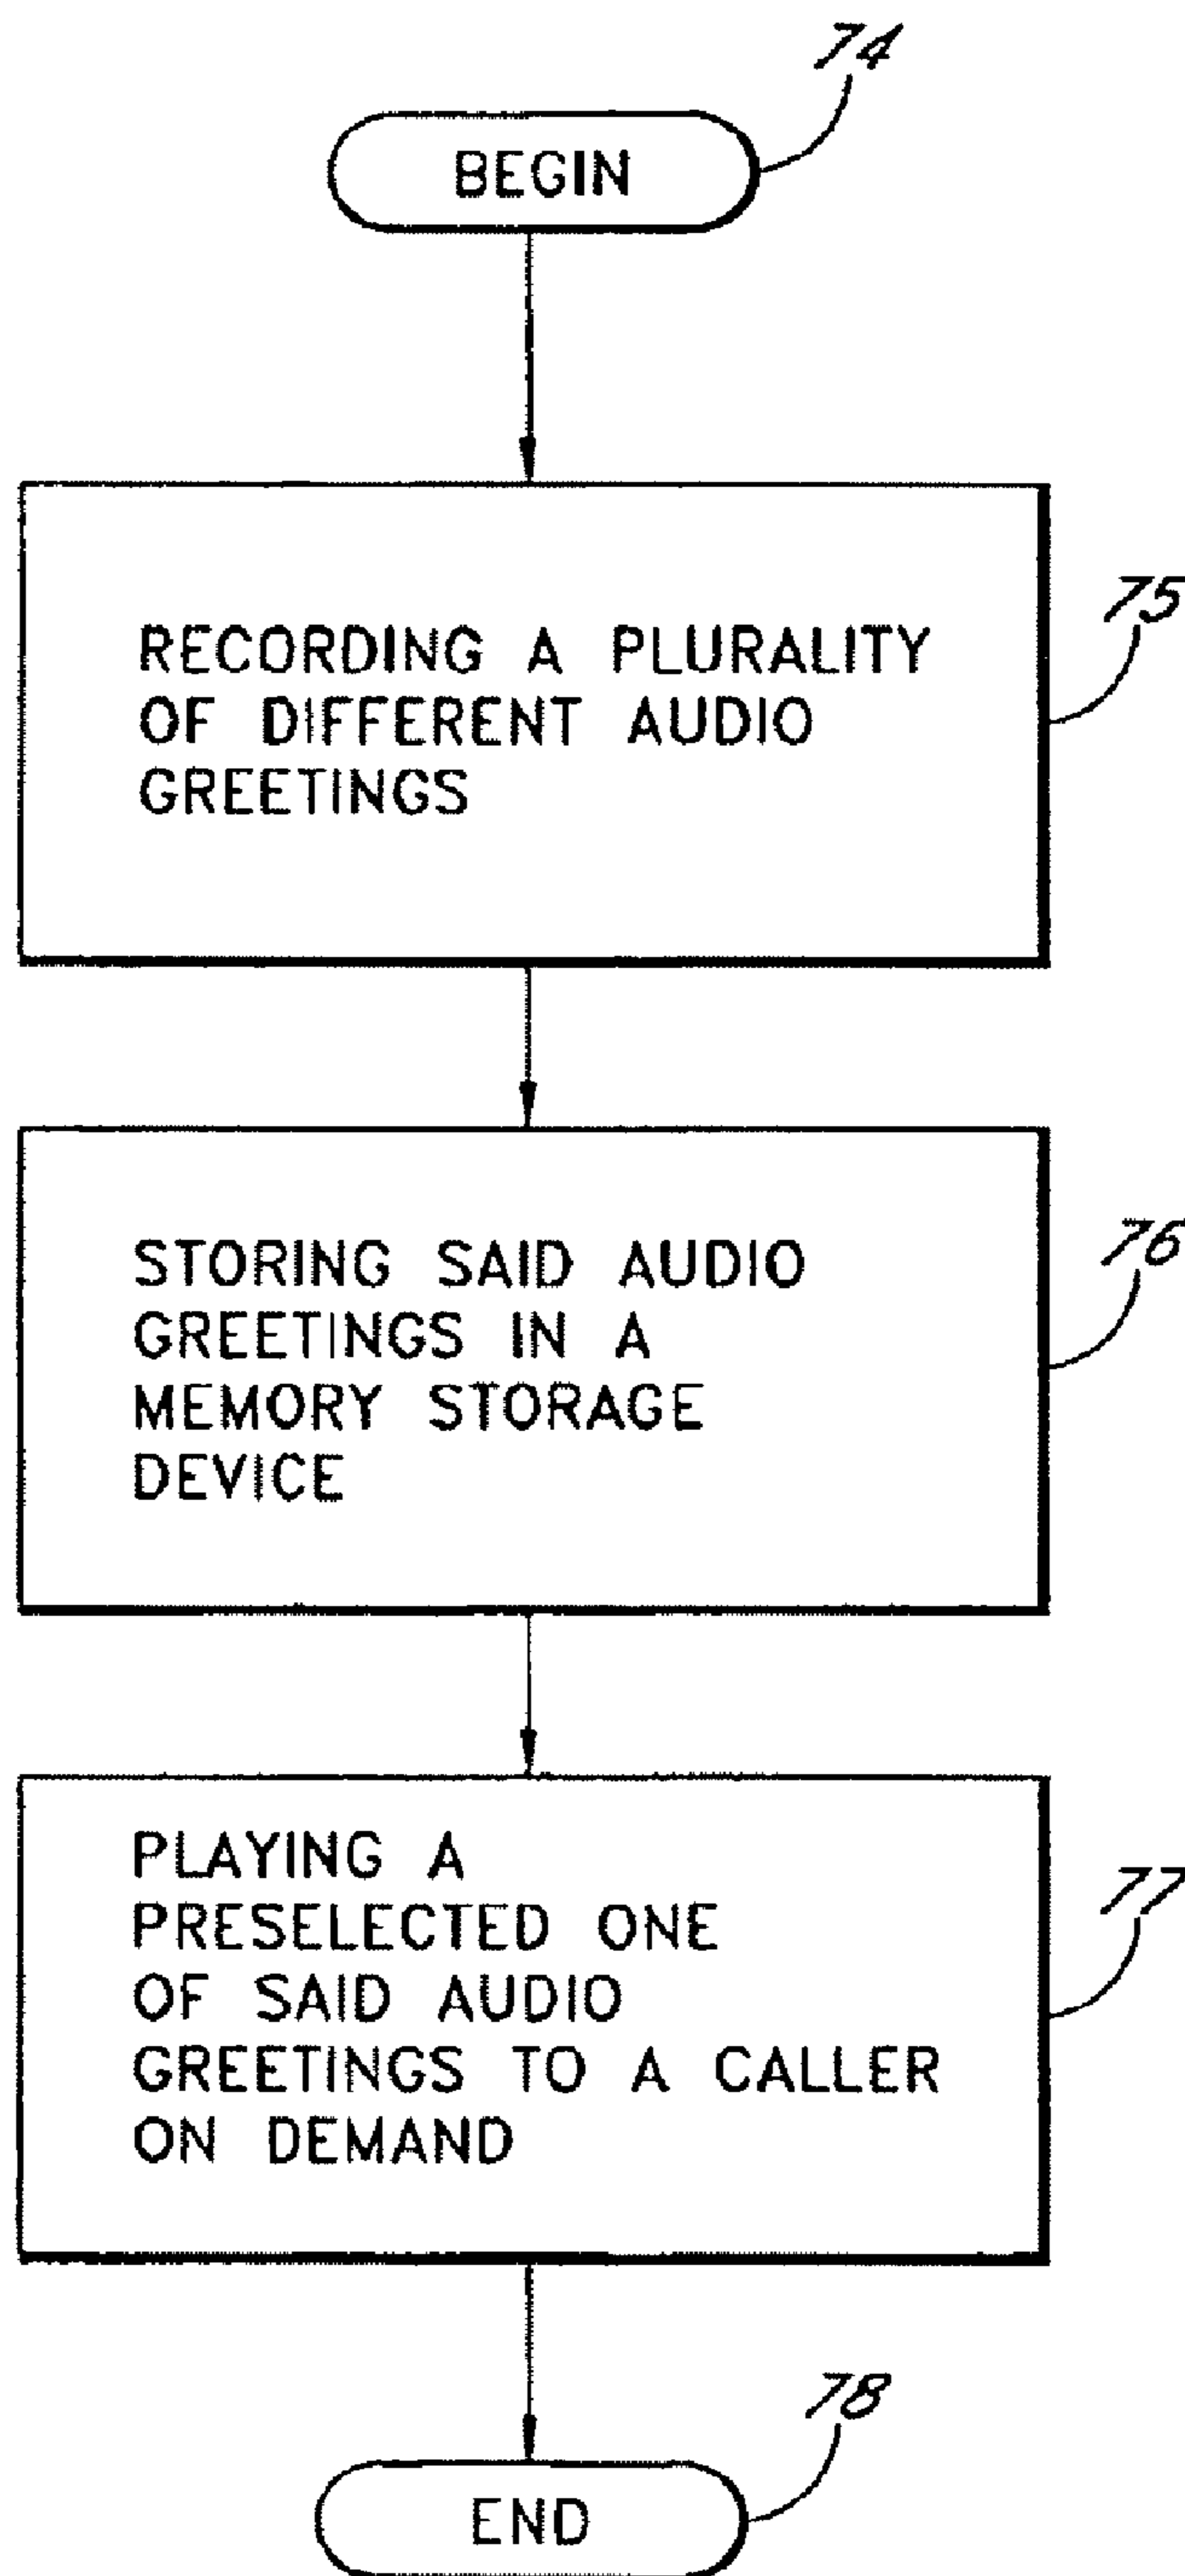 74
BEGIN
RECORDING A PLURALITY
OF DIFFERENT AUDIO
GREETINGS
75
STORING SAID AUDIO
GREETINGS IN A
MEMORY STORAGE
DEVICE
76
PLAYING A
PRESELECTED ONE
OF SAID AUDIO
GREETINGS TO A CALLER
ON DEMAND
77
78
END